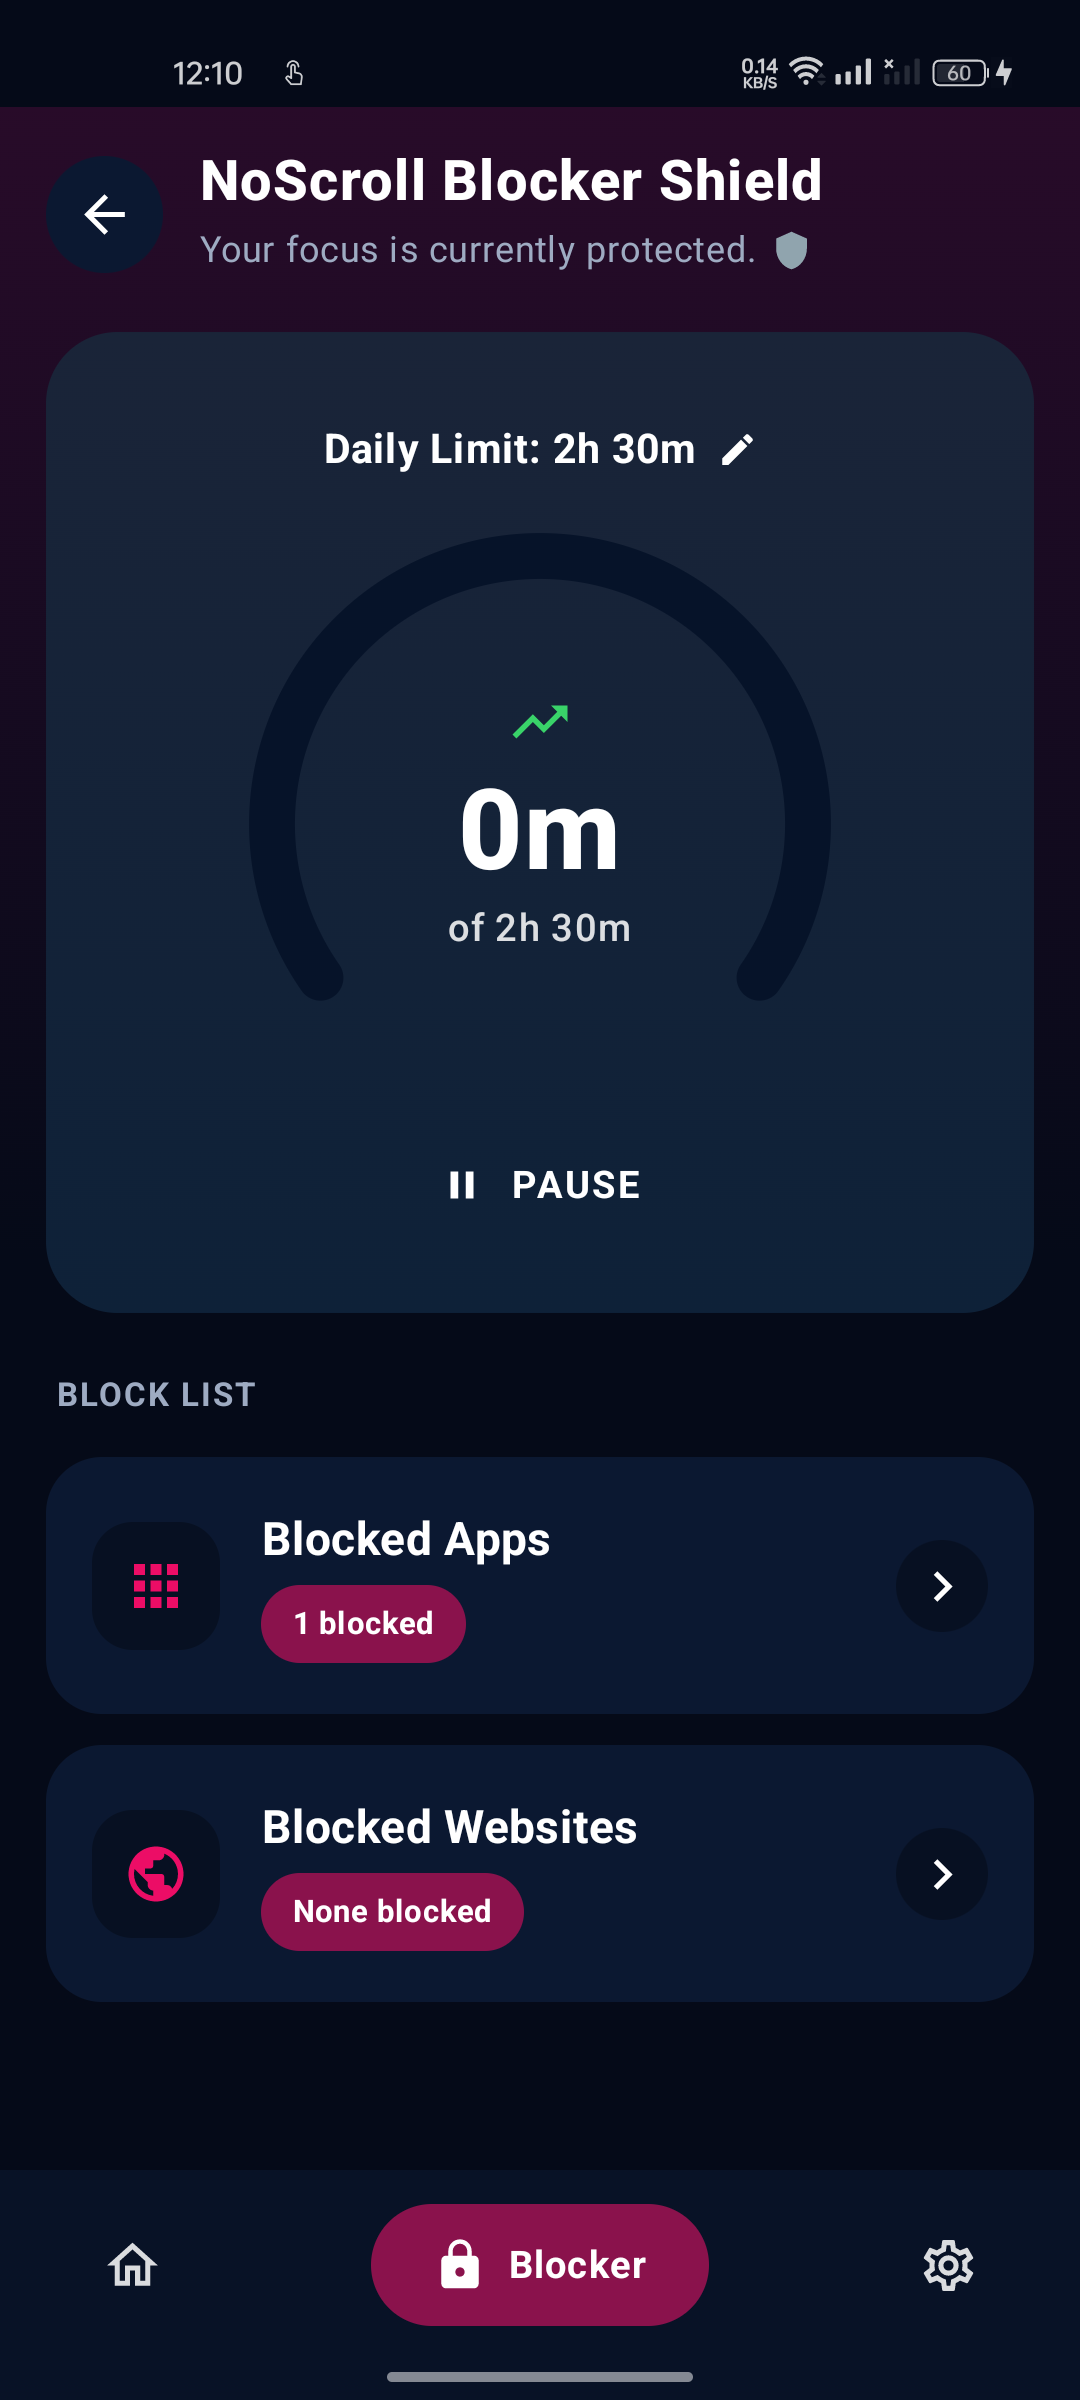 12:10
0.14
KB/S
60
NoScroll Blocker Shield
Your focus is currently protected.
Daily Limit: 2h 30m
0m
of 2h 30m
PAUSE
BLOCK LIST
Blocked Apps
1 blocked
Blocked Websites
None blocked
Blocker